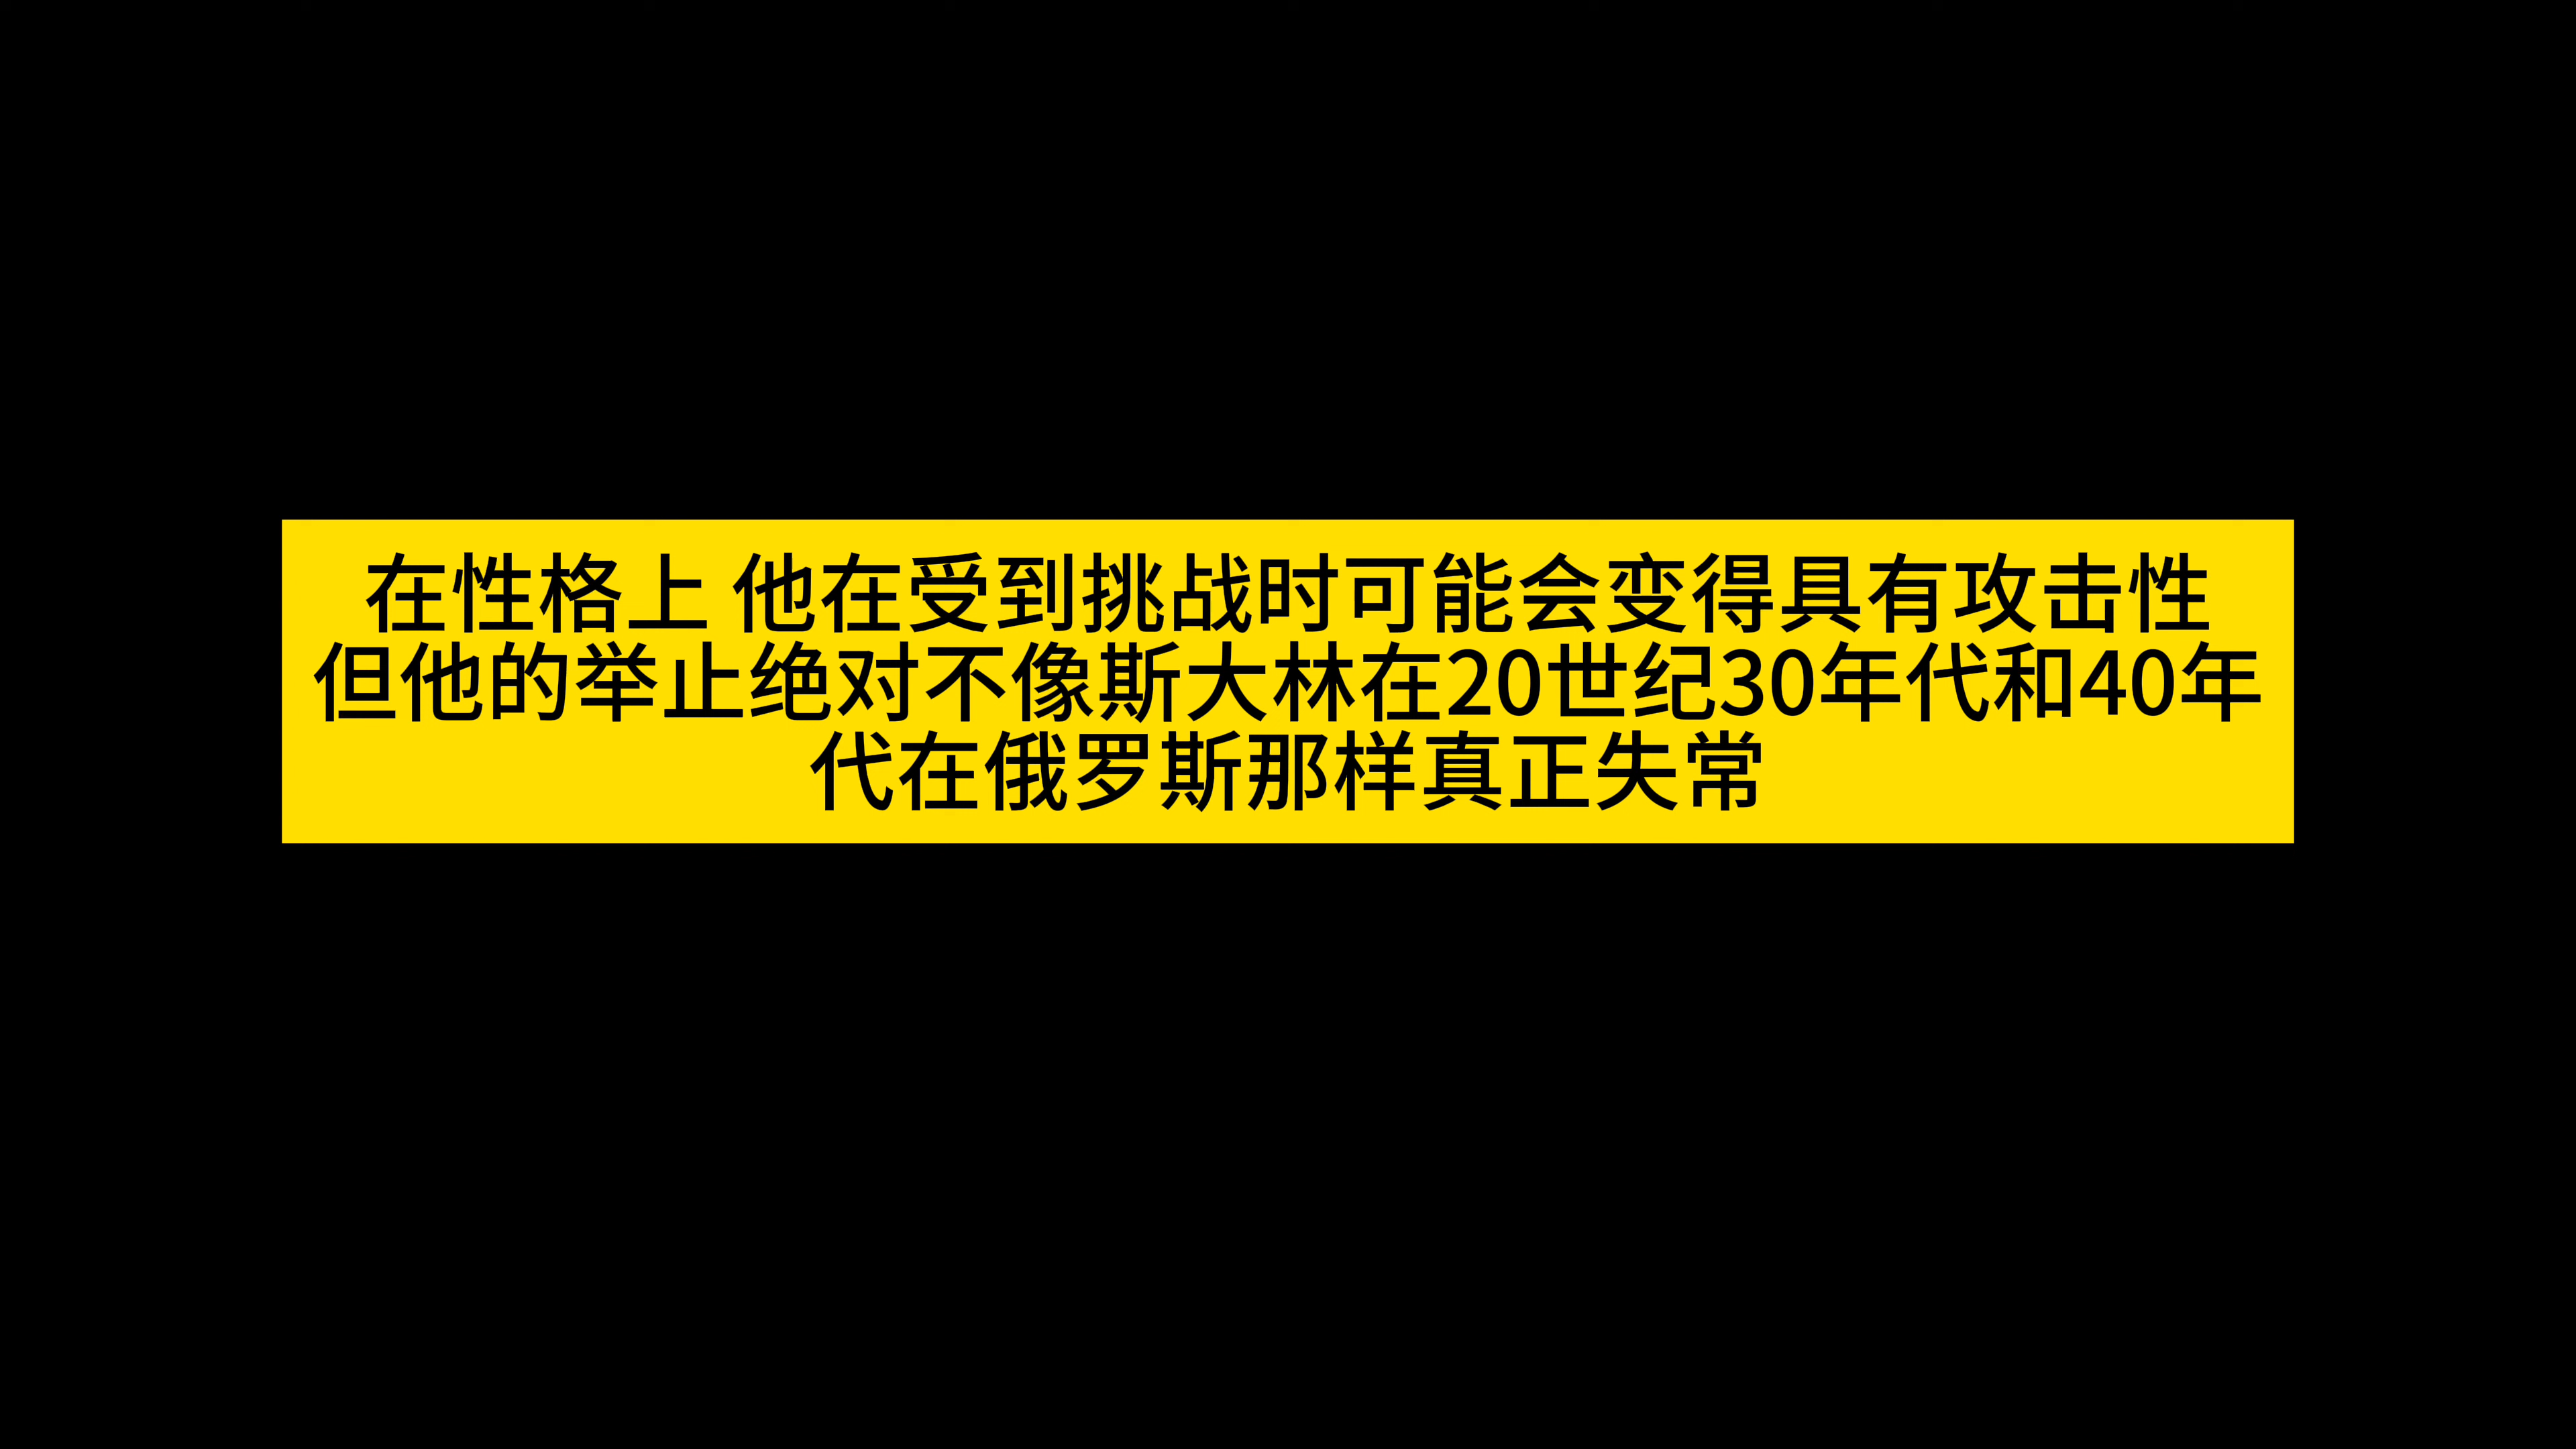 在性格上 他在受到挑战时可能会变得具有攻击性
但他的举止绝对不像斯大林在20世纪30年代和40年
代在俄罗斯那样真正失常